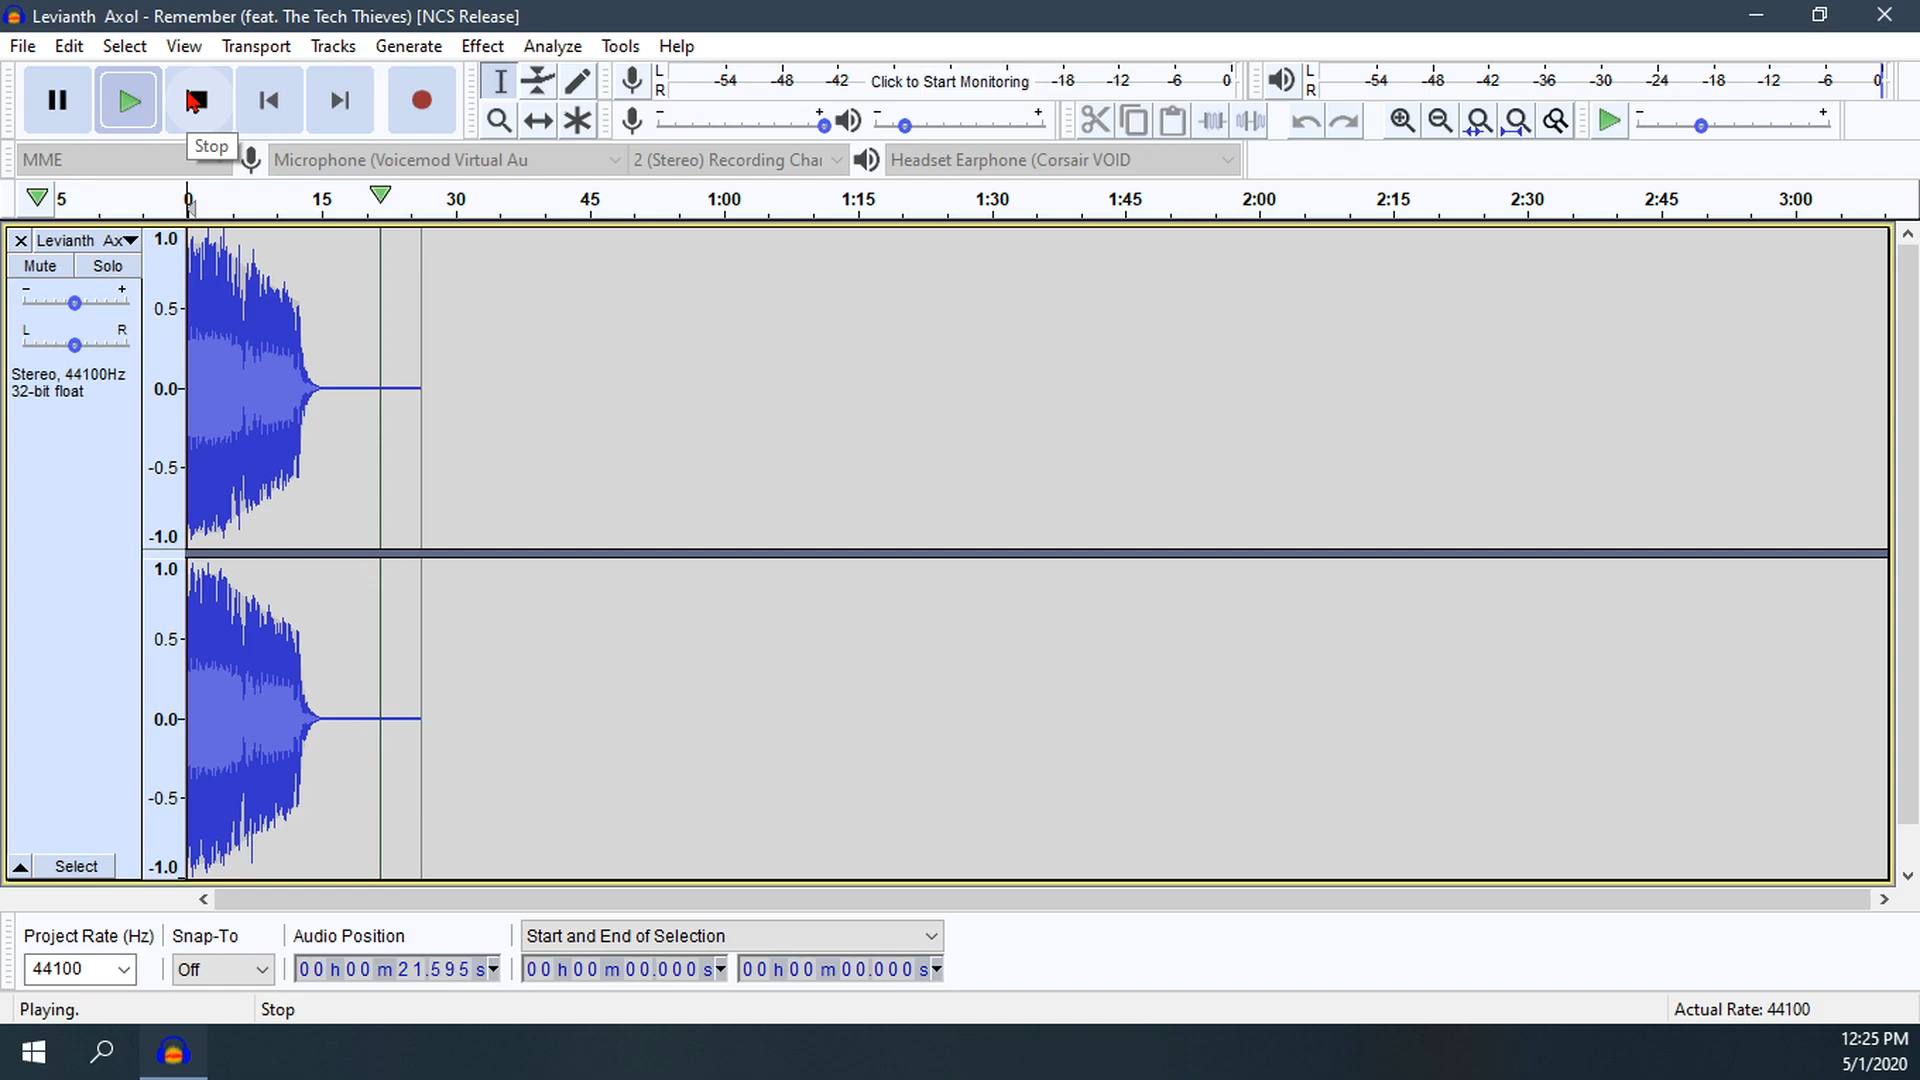 Levianth  Axol - Remember (feat. The Tech Thieves) [NCS Release]
File Edit Select View Transport Tracks Generate Effect Analyze Tools Help
L R -54 -48 -42 Click to Start Monitoring -18 -12 -6 0
L R -54 -48 -42 -36 -30 -24 -18 -12 -6 0
- + - + - +
Stop
MME Microphone (Voicemod Virtual Au 2 (Stereo) Recording Char Headset Earphone (Corsair VOID
5 0 15 30 45 1:00 1:15 1:30 1:45 2:00 2:15 2:30 2:45 3:00
Levianth  Ax
Mute Solo
- +
L R
Stereo, 44100Hz
32-bit float
Select
1.0
0.5-
0.0-
-0.5-
-1.0
1.0
0.5-
0.0-
-0.5-
-1.0
Project Rate (Hz) Snap-To Audio Position Start and End of Selection
44100 Off 00 h 00 m 21.595 s 00 h 00 m 00.000 s 00 h 00 m 00.000 s
Playing. Stop Actual Rate: 44100
12:25 PM
5/1/2020